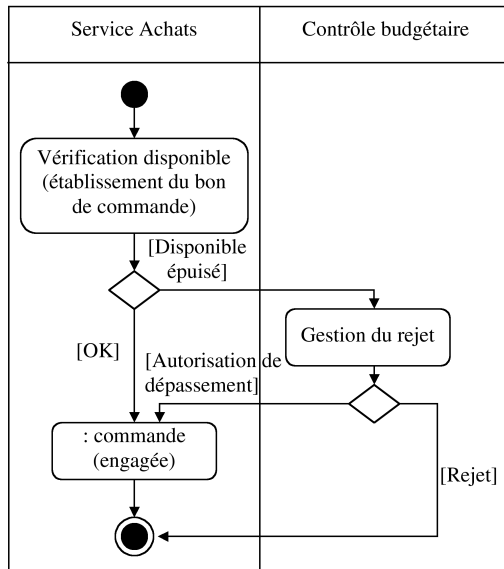 Service Achats
Contrôle budgétaire
Vérification disponible
(établissement du bon
de commande)
[Disponible
épuisé]
Gestion du rejet
[OK]
[Autorisation de
dépassement]
: commande
(engagée)
[Rejet]